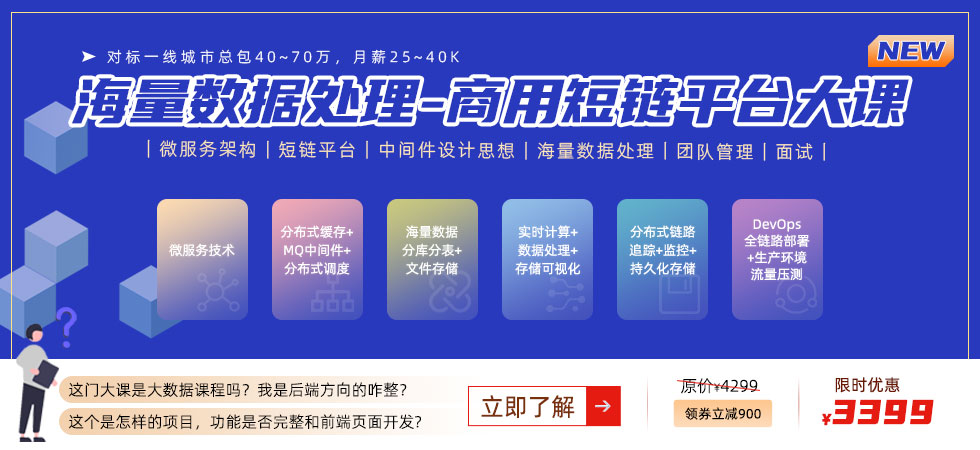 ➤ 对标一线城市总包40~70万，月薪25~40K
NEW
海量数据处理-商用短链平台大课
| 微服务架构 | 短链平台 | 中间件设计思想 | 海量数据处理 | 团队管理 | 面试 |
微服务技术
分布式缓存+
MQ中间件+
分布式调度
海量数据
分库分表+
文件存储
实时计算+
数据处理+
存储可视化
分布式链路
追踪+监控+
持久化存储
DevOps
全链路部署
+生产环境
流量压测
?
这门大课是大数据课程吗？我是后端方向的咋整？
这个是怎样的项目，功能是否完整和前端页面开发？
立即了解
原价¥4299
领券立减900
限时优惠
¥3399